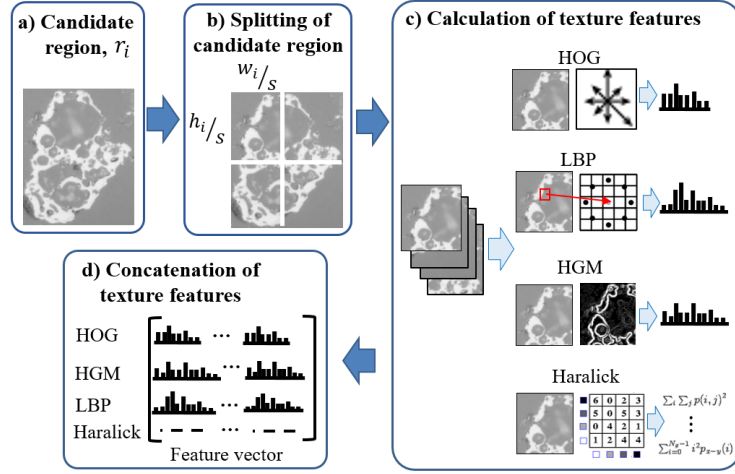 a) Candidate
region, r_i
b) Splitting of
candidate region
w_i/S
h_i/S
c) Calculation of texture features
HOG
LBP
HGM
Haralick
6 0 2 3
5 0 5 3
0 4 2 1
1 2 4 4
∑_i ∑_j p(i, j)^2
⋮
∑_{i=0}^{N_g-1} i^2 p_{x-y}(i)
d) Concatenation of
texture features
HOG ...
HGM ...
LBP ...
Haralick ...
Feature vector